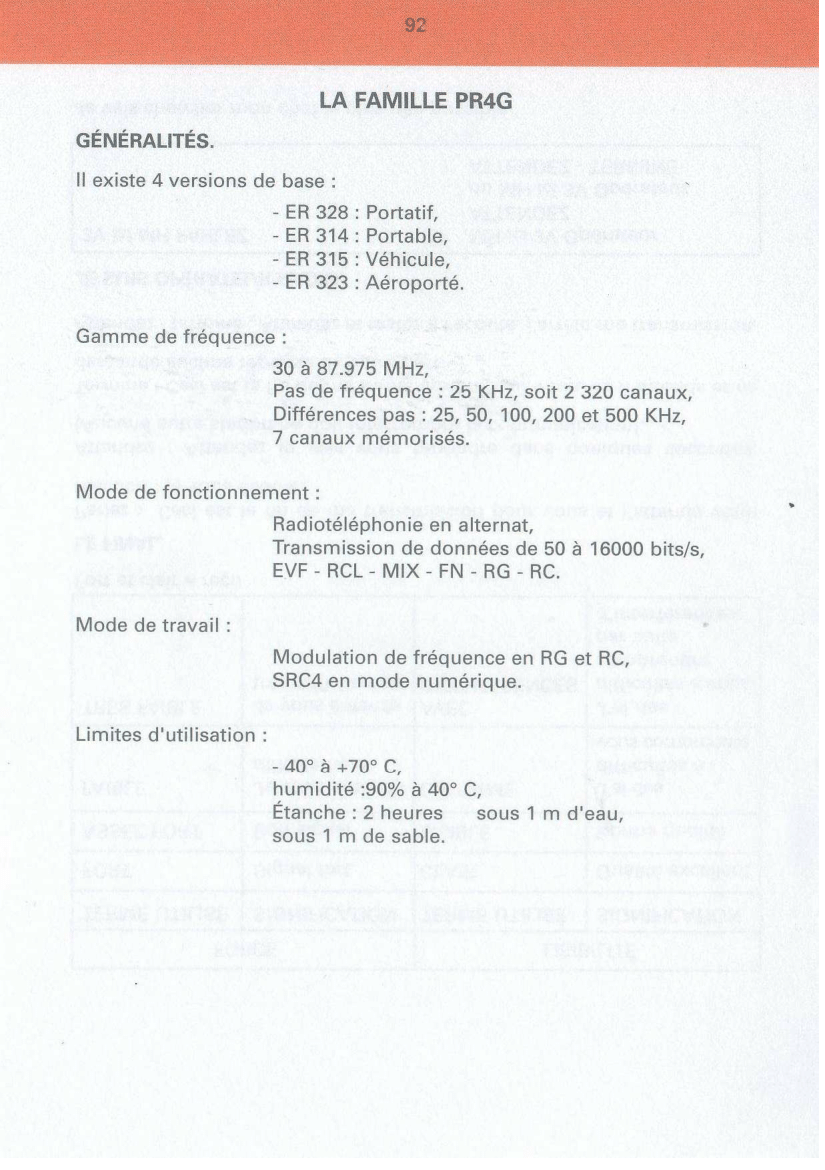 92
LA FAMILLE PR4G
GÉNÉRALITÉS.
Il existe 4 versions de base :
- ER 328 : Portatif,
- ER 314 : Portable,
- ER 315 : Véhicule,
- ER 323 : Aéroporté.
Gamme de fréquence :
30 à 87.975 MHz,
Pas de fréquence : 25 KHz, soit 2 320 canaux,
Différences pas : 25, 50, 100, 200 et 500 KHz,
7 canaux mémorisés.
Mode de fonctionnement :
Radiotéléphonie en alternat,
Transmission de données de 50 à 16000 bits/s,
EVF - RCL - MIX - FN - RG - RC.
Mode de travail :
Modulation de fréquence en RG et RC,
SRC4 en mode numérique.
Limites d'utilisation :
- 40° à +70° C,
humidité :90% à 40° C,
Étanche : 2 heures sous 1 m d'eau,
sous 1 m de sable.